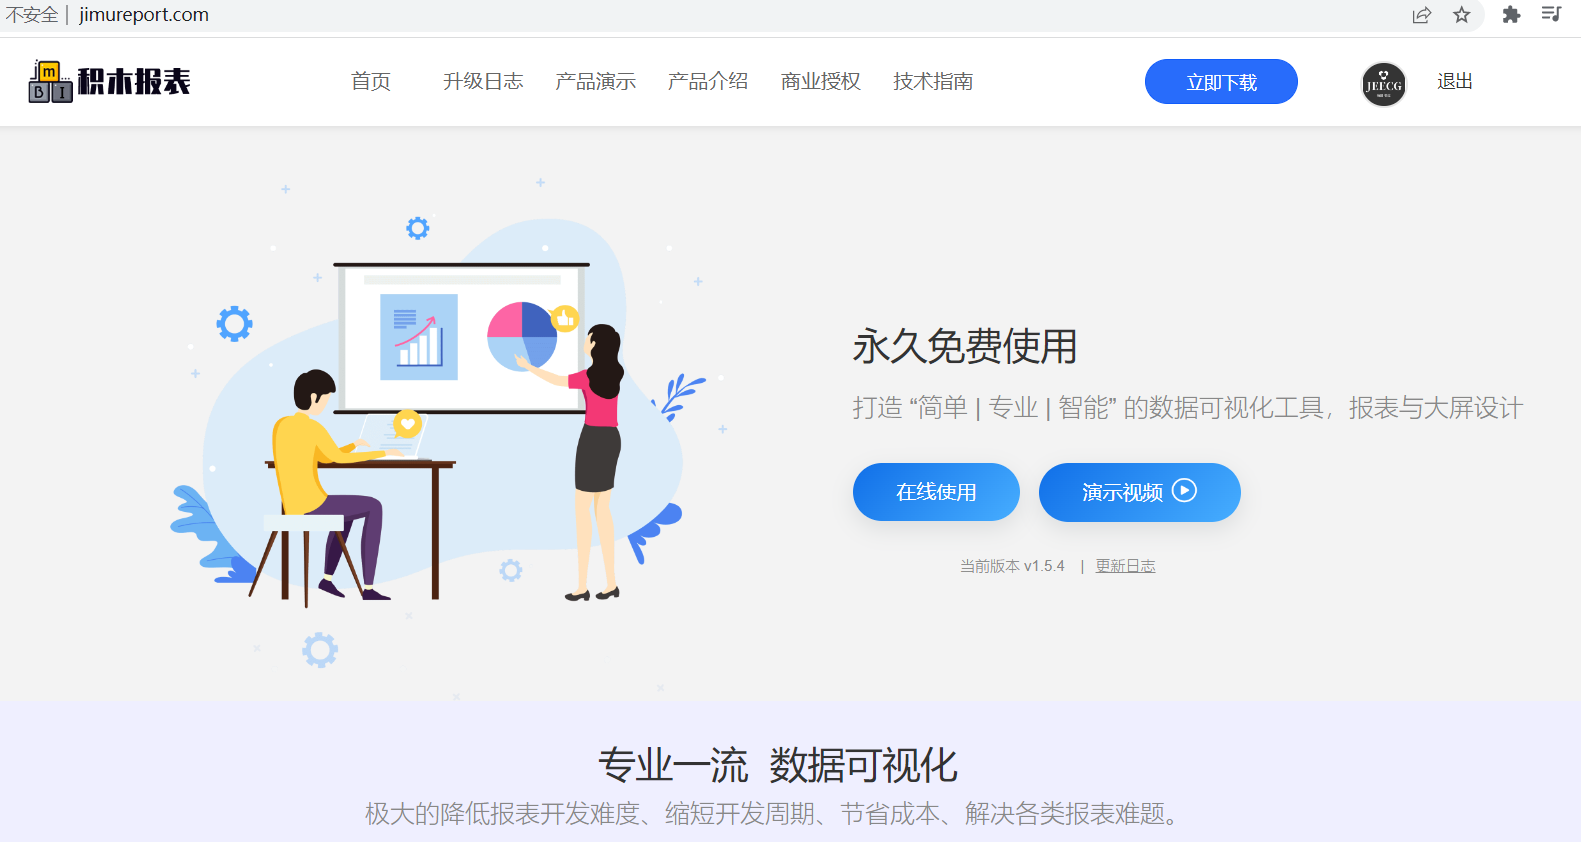 不安全 | jimureport.com
jm BI 积木报表 首页 升级日志 产品演示 产品介绍 商业授权 技术指南 立即下载 JEECG 退出
永久免费使用
打造 “简单 | 专业 | 智能” 的数据可视化工具，报表与大屏设计
在线使用 演示视频
当前版本 v1.5.4 | 更新日志
专业一流 数据可视化
极大的降低报表开发难度、缩短开发周期、节省成本、解决各类报表难题。